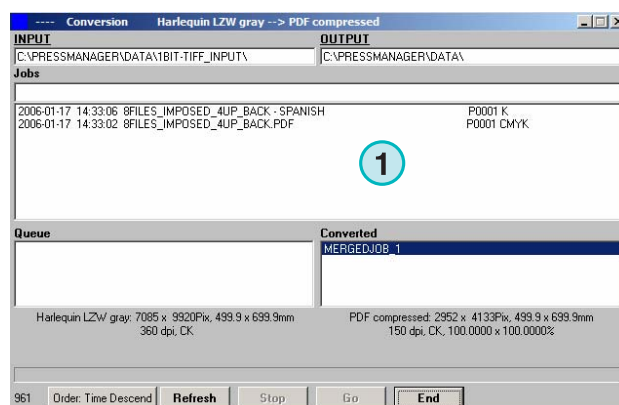 ---- Conversion Harlequin LZW gray --> PDF compressed
INPUT OUTPUT
C:\PRESSMANAGER\DATA\1BIT-TIFF_INPUT\ C:\PRESSMANAGER\DATA\
Jobs
2006-01-17 14:33:06 8FILES_IMPOSED_4UP_BACK - SPANISH P0001 K
2006-01-17 14:33:02 8FILES_IMPOSED_4UP_BACK.PDF P0001 CMYK
1
Queue Converted
MERGEDJOB_1
Harlequin LZW gray: 7085 x 9920Pix, 499.9 x 699.9mm PDF compressed: 2952 x 4133Pix, 499.9 x 699.9mm
360 dpi, CK 150 dpi, CK, 100.0000 x 100.0000%
961 Order: Time Descend Refresh Stop Go End